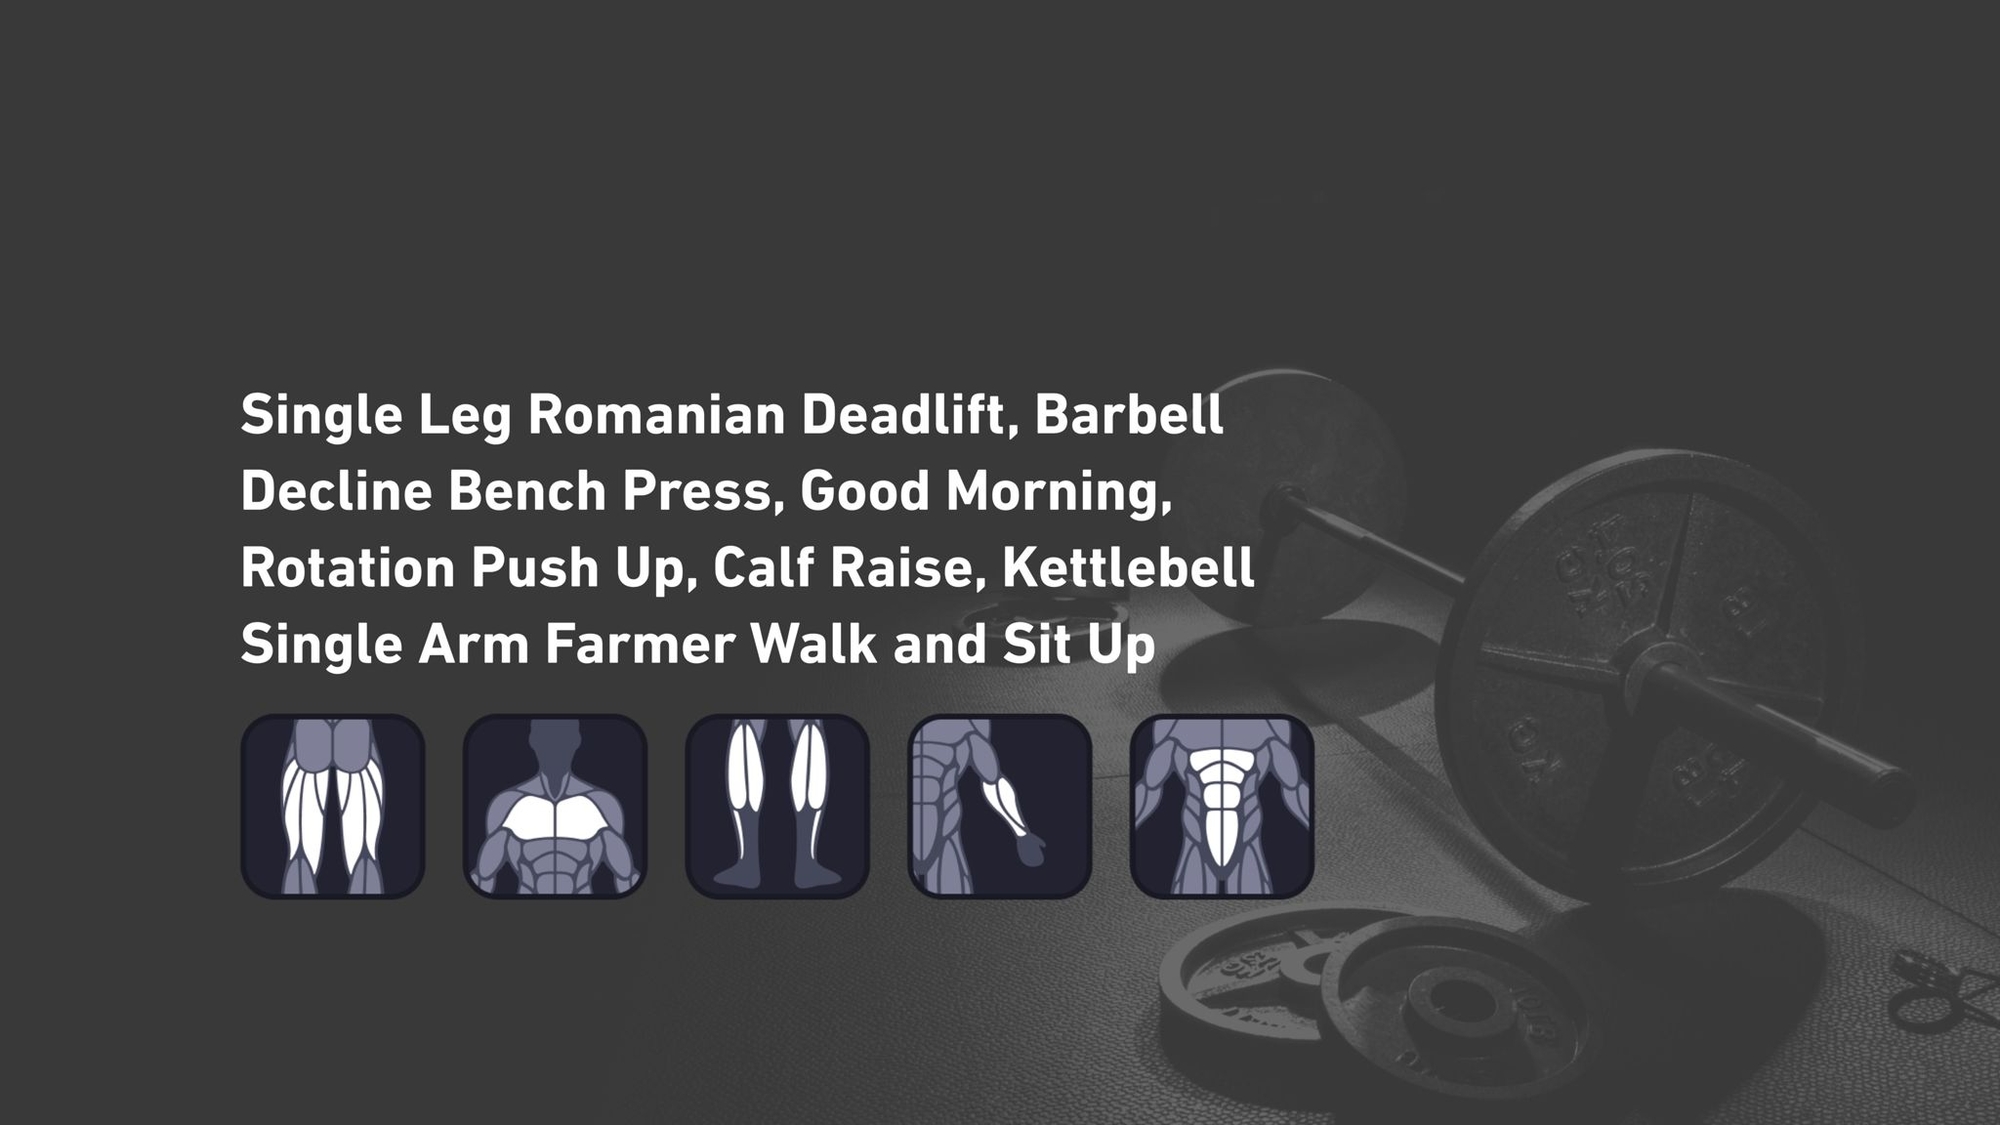 Single Leg Romanian Deadlift, Barbell
Decline Bench Press, Good Morning,
Rotation Push Up, Calf Raise, Kettlebell
Single Arm Farmer Walk and Sit Up